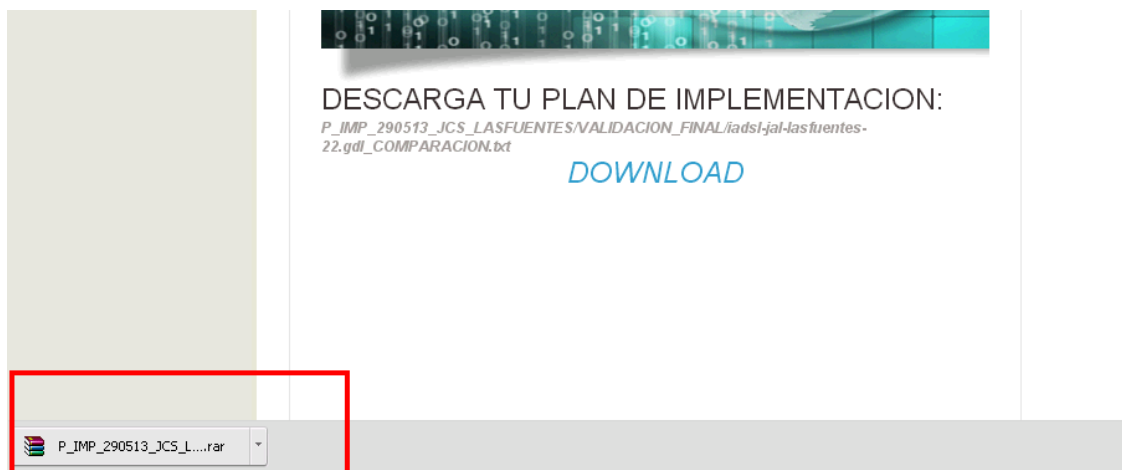 DESCARGA TU PLAN DE IMPLEMENTACION:
P_IMP_290513_JCS_LASFUENTES/VALIDACION_FINAL/iadsl-jal-lasfuentes-
22.gdl_COMPARACION.txt
DOWNLOAD
P_IMP_290513_JCS_L....rar